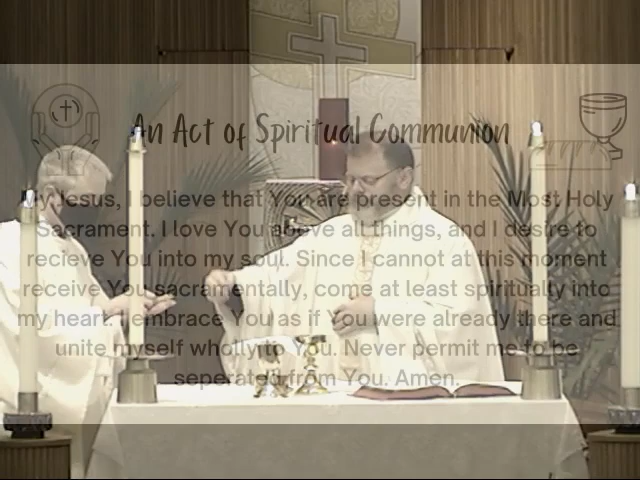 An Act of Spiritual Communion
My Jesus, I believe that You are present in the Most Holy
Sacrament. I love You above all things, and I desire to
recieve You into my soul. Since I cannot at this moment
receive You sacramentally, come at least spiritually into
my heart. I embrace You as if You were already there and
unite myself wholly to You. Never permit me to be
seperated from You. Amen.